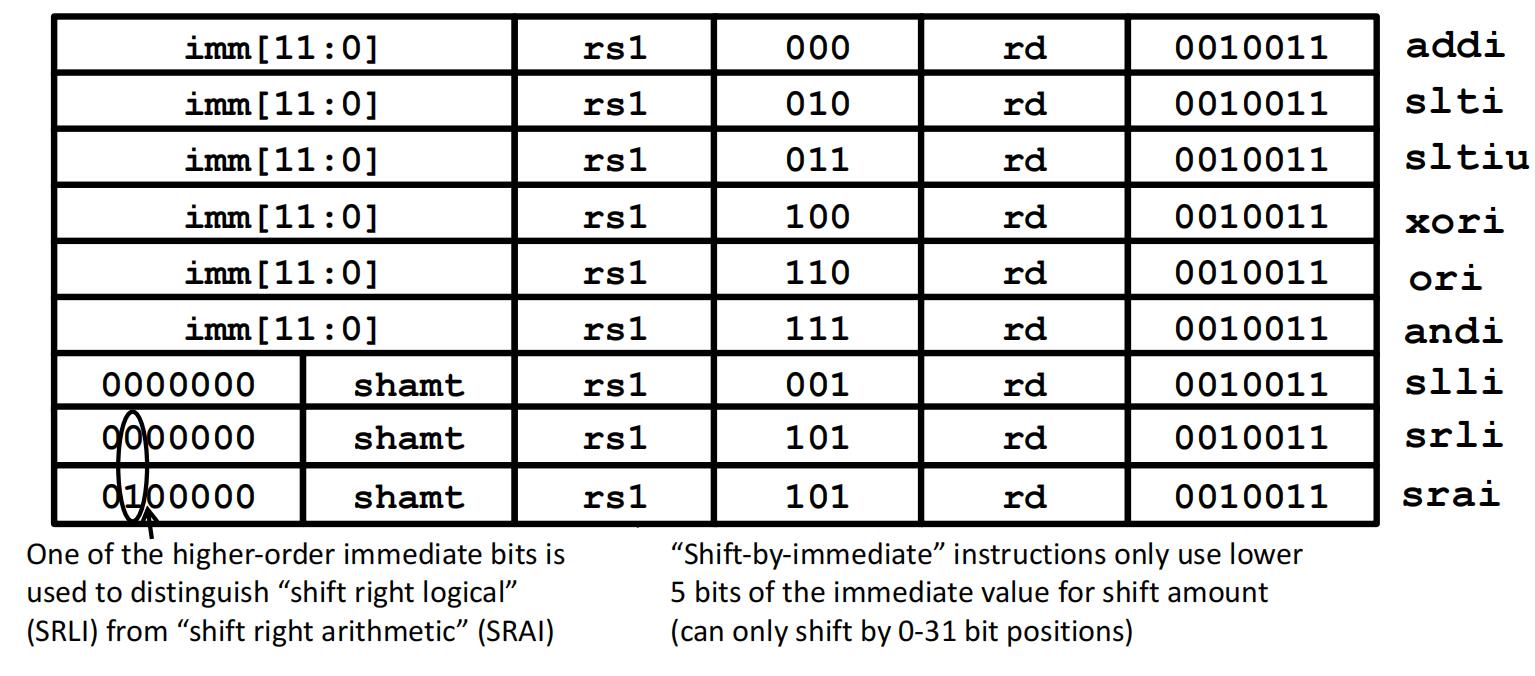 imm[11:0] rs1 000 rd 0010011 addi
imm[11:0] rs1 010 rd 0010011 slti
imm[11:0] rs1 011 rd 0010011 sltiu
imm[11:0] rs1 100 rd 0010011 xori
imm[11:0] rs1 110 rd 0010011 ori
imm[11:0] rs1 111 rd 0010011 andi
0000000 shamt rs1 001 rd 0010011 slli
0000000 shamt rs1 101 rd 0010011 srli
0100000 shamt rs1 101 rd 0010011 srai
One of the higher-order immediate bits is
used to distinguish “shift right logical”
(SRLI) from “shift right arithmetic” (SRAI)
“Shift-by-immediate” instructions only use lower
5 bits of the immediate value for shift amount
(can only shift by 0-31 bit positions)